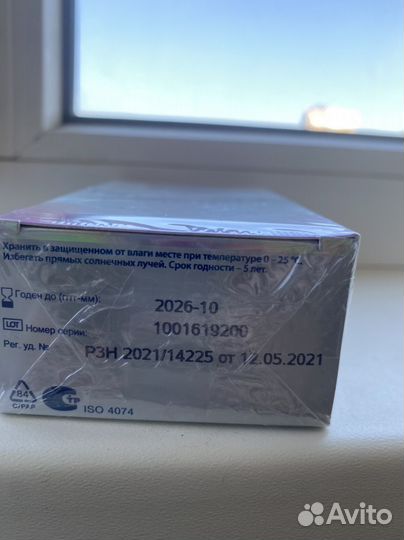 Хранить в защищенном от влаги месте при температуре 0 - 25 °C.
Избегать прямых солнечных лучей. Срок годности – 5 лет.
Годен до (гггг-мм): 2026-10
LOT Номер серии: 1001619200
Рег. уд. № РЗН 2021/14225 от 12.05.2021
84
C/PAP
ISO 4074
Avito